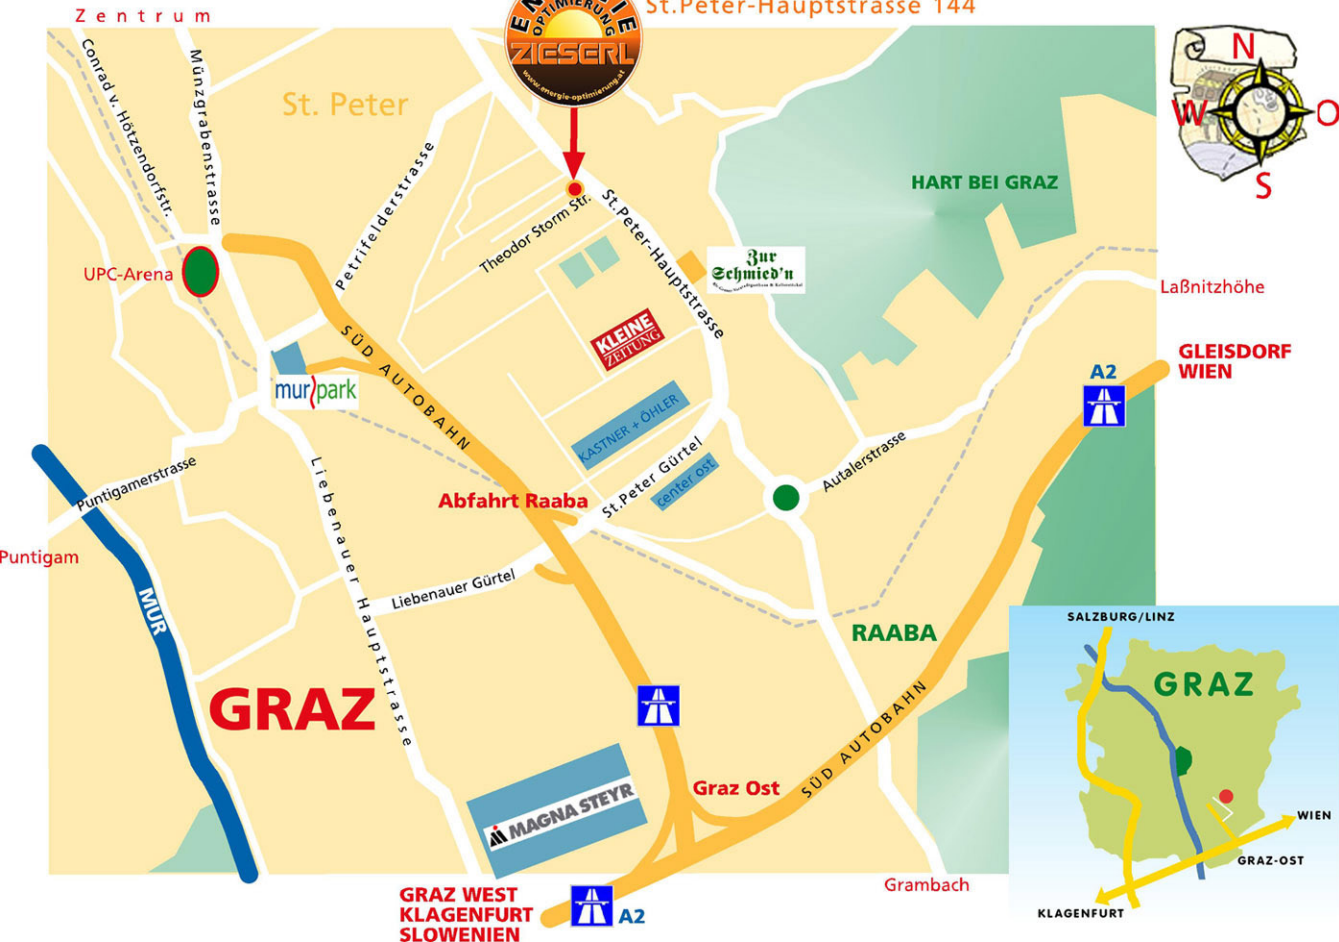 Zentrum
ENERGIE
OPTIMIERUNG
ZIESERL
www.energie-optimierung.at
St.Peter-Hauptstrasse 144
N
W
O
S
Conrad v. Hötzendorfstr.
Münzgrabenstrasse
St. Peter
Petrifelderstrasse
HART BEI GRAZ
Theodor Storm Str.
St.Peter-Hauptstrasse
UPC-Arena
Zur
Schmied'n
Laßnitzhöhe
KLEINE
ZEITUNG
SÜD AUTOBAHN
GLEISDORF
WIEN
A2
mur park
KASTNER + ÖHLER
Autalerstrasse
St.Peter Gürtel
center ost
Puntigamerstrasse
Abfahrt Raaba
Puntigam
Liebenauer Hauptstrasse
Liebenauer Gürtel
MUR
RAABA
GRAZ
SÜD AUTOBAHN
Graz Ost
MAGNA STEYR
Grambach
GRAZ WEST
KLAGENFURT
SLOWENIEN
A2
SALZBURG/LINZ
GRAZ
WIEN
GRAZ-OST
KLAGENFURT